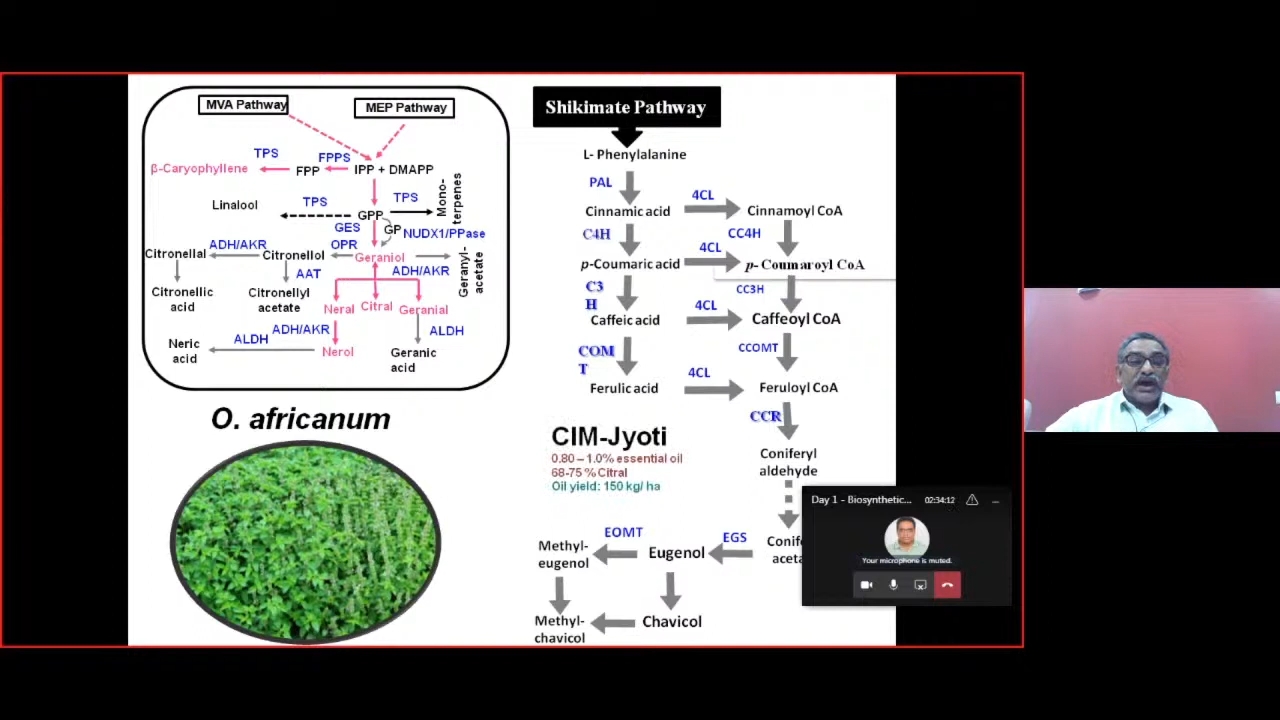 MVA Pathway
MEP Pathway
TPS
FPPS
β-Caryophyllene
FPP
IPP + DMAPP
Mono-
terpenes
Linalool
TPS
TPS
GPP
GES
GP
NUDX1/PPase
ADH/AKR
OPR
Citronellal
Citronellol
Geraniol
Geranyl-
acetate
AAT
ADH/AKR
Citronellic
acid
Citronellyl
acetate
Neral
Citral
Geranial
ADH/AKR
ALDH
ALDH
Neric
acid
Nerol
Geranic
acid
O. africanum
Shikimate Pathway
L- Phenylalanine
PAL
4CL
Cinnamic acid
Cinnamoyl CoA
C4H
CC4H
4CL
p-Coumaric acid
p- Coumaroyl CoA
C3
H
CC3H
4CL
Caffeic acid
Caffeoyl CoA
COM
T
CCOMT
4CL
Ferulic acid
Feruloyl CoA
CCR
CIM-Jyoti
0.80 – 1.0% essential oil
68-75 % Citral
Oil yield: 150 kg/ ha
Coniferyl
aldehyde
Conife
aceta
EGS
Eugenol
EOMT
Methyl-
eugenol
Chavicol
Methyl-
chavicol
Day 1 - Biosynthetic...
02:34:12
Your microphone is muted.